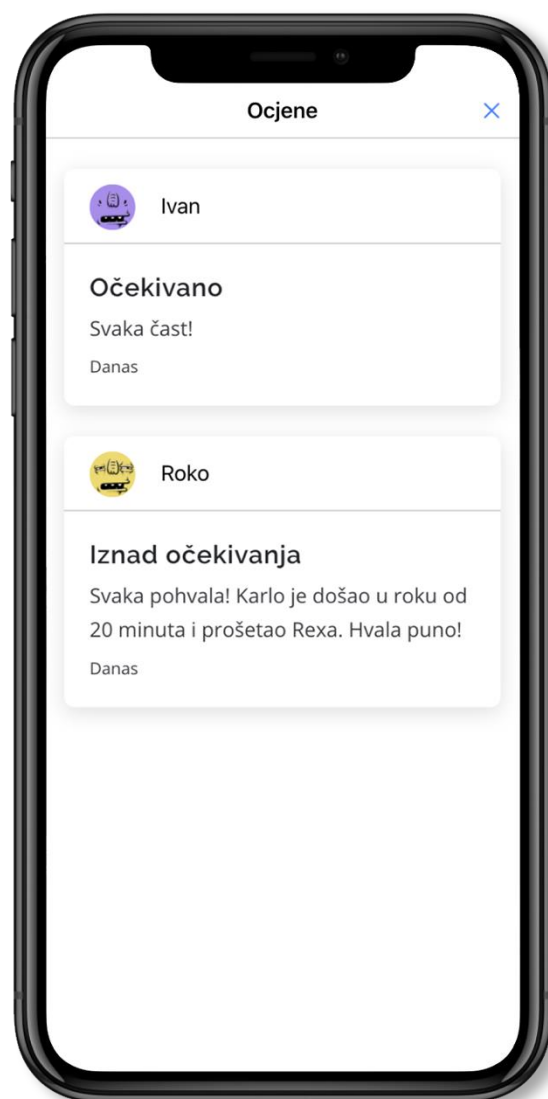 Ocjene
Ivan
Očekivano
Svaka čast!
Danas
Roko
Iznad očekivanja
Svaka pohvala! Karlo je došao u roku od
20 minuta i prošetao Rexa. Hvala puno!
Danas